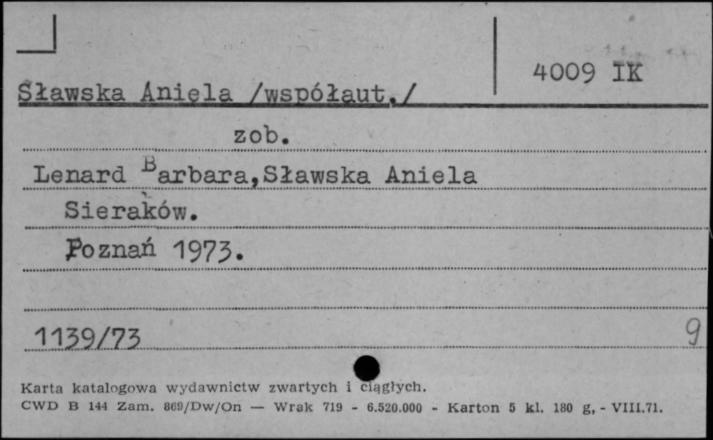 4009 IK
Sławska Aniela /współaut./
zob.
Lenard Barbara,Sławska Aniela
Sieraków.
Poznań 1973.
1139/73 9
Karta katalogowa wydawnictw zwartych i ciągłych.
CWD B 144 Zam. 869/Dw/On — Wrak 719 - 6.520.000 - Karton 5 kl. 180 g, - VIII.71.